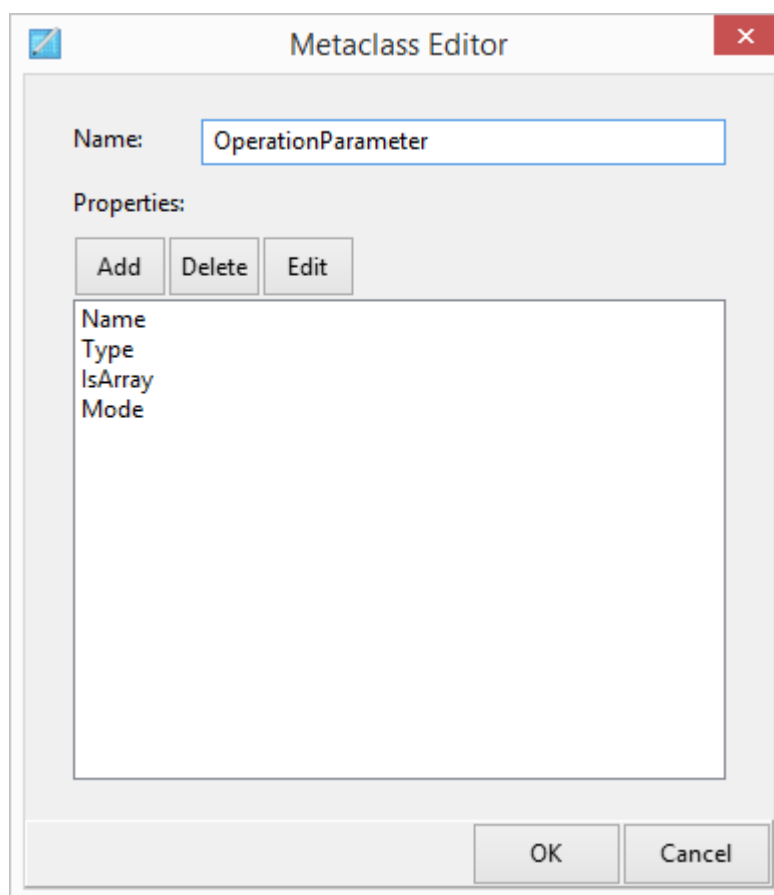 Metaclass Editor
Name: OperationParameter
Properties:
Add Delete Edit
Name
Type
IsArray
Mode
OK Cancel